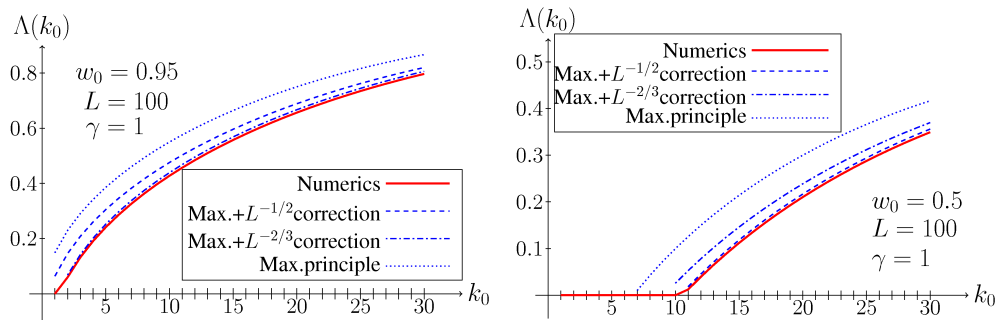 Λ(k₀)
w₀ = 0.95
L = 100
γ = 1
0.8
0.6
0.4
0.2
Numerics
Max.+L⁻¹/²correction
Max.+L⁻²/³correction
Max.principle
5 10 15 20 25 30 k₀
Λ(k₀)
Numerics
Max.+L⁻¹/²correction
Max.+L⁻²/³correction
Max.principle
0.5
0.4
0.3
0.2
0.1
w₀ = 0.5
L = 100
γ = 1
5 10 15 20 25 30 k₀